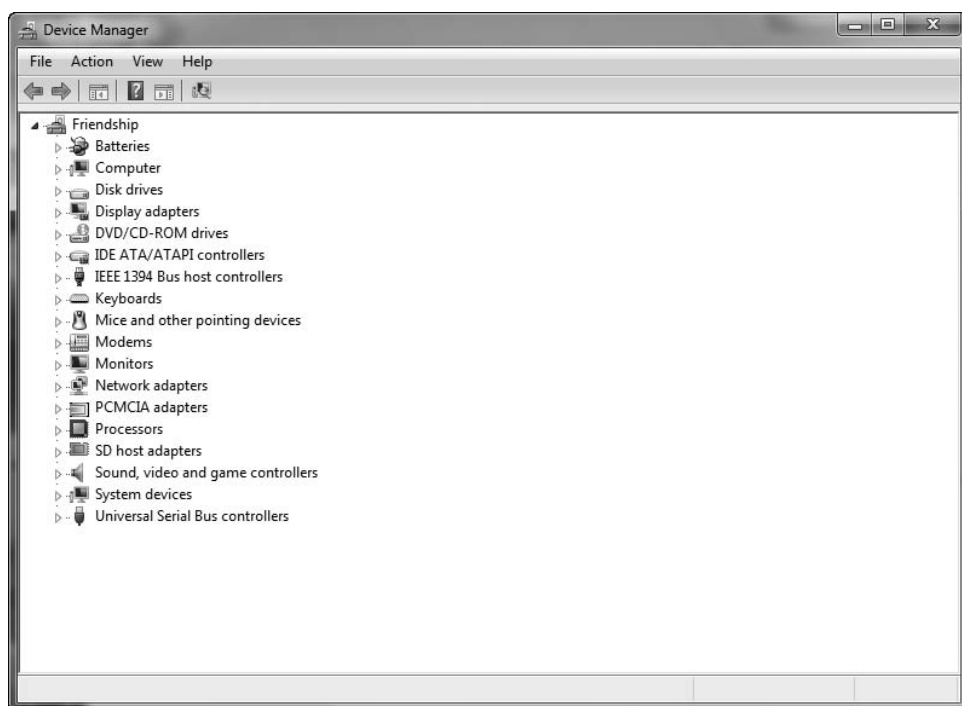 Device Manager
File Action View Help
Friendship
Batteries
Computer
Disk drives
Display adapters
DVD/CD-ROM drives
IDE ATA/ATAPI controllers
IEEE 1394 Bus host controllers
Keyboards
Mice and other pointing devices
Modems
Monitors
Network adapters
PCMCIA adapters
Processors
SD host adapters
Sound, video and game controllers
System devices
Universal Serial Bus controllers